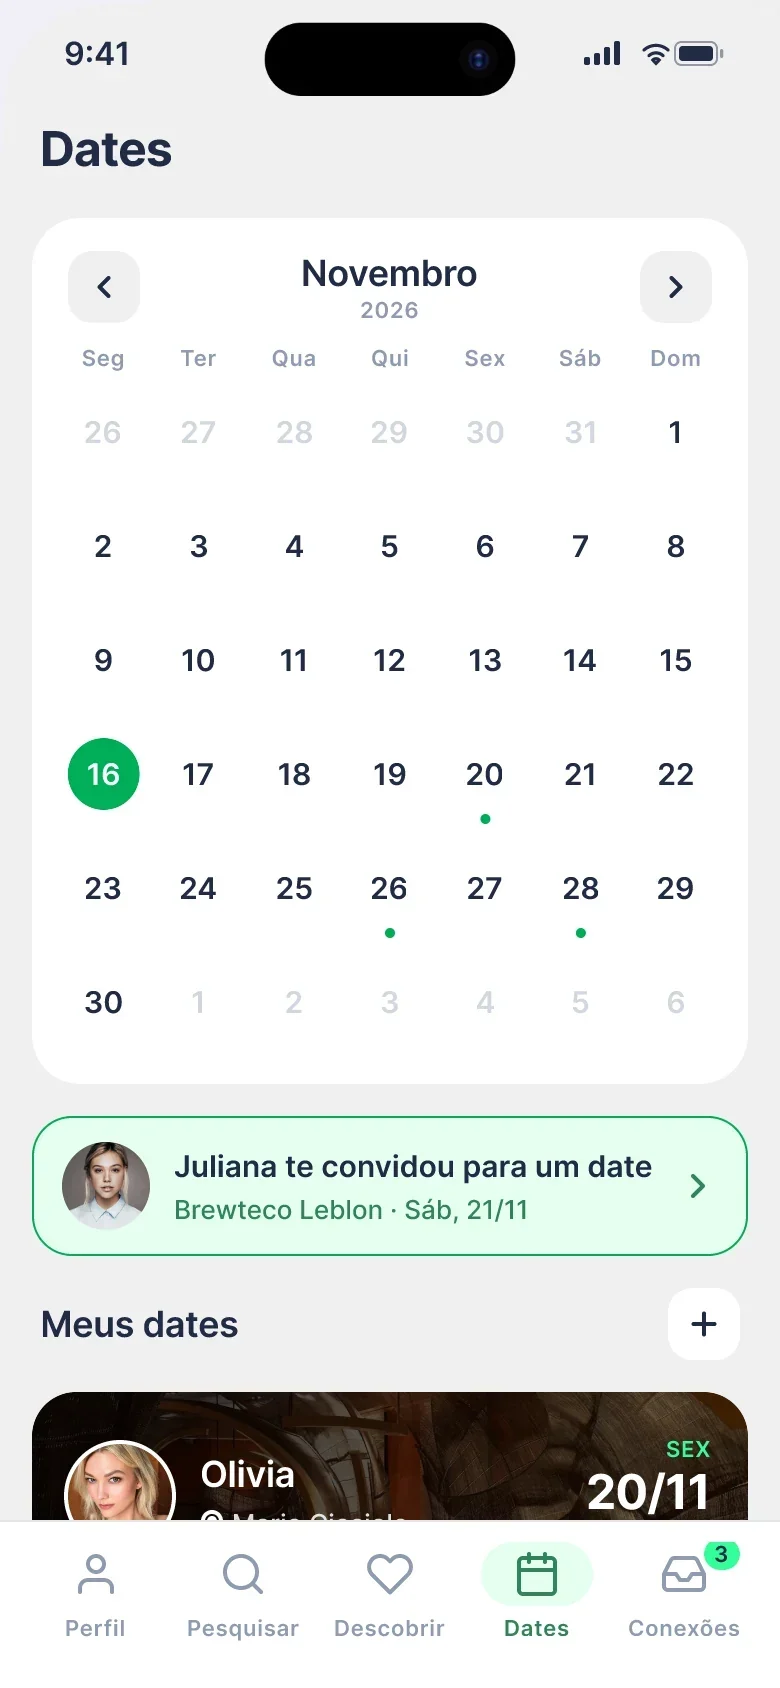 9:41
Dates
Novembro
2026
Seg Ter Qua Qui Sex Sáb Dom
26 27 28 29 30 31 1
2 3 4 5 6 7 8
9 10 11 12 13 14 15
16 17 18 19 20 21 22
23 24 25 26 27 28 29
30 1 2 3 4 5 6
Juliana te convidou para um date
Brewteco Leblon · Sáb, 21/11
Meus dates
SEX
Olivia
20/11
3
Perfil Pesquisar Descobrir Dates Conexões